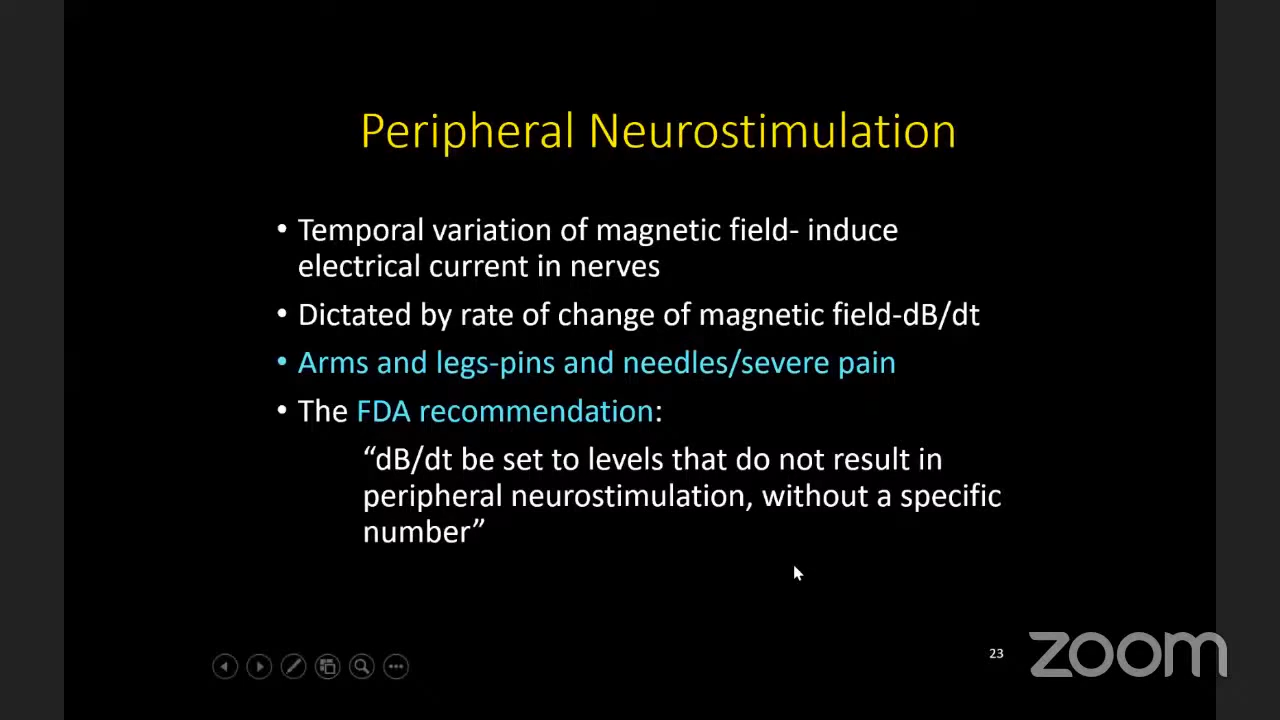 Peripheral Neurostimulation
• Temporal variation of magnetic field- induce
electrical current in nerves
• Dictated by rate of change of magnetic field-dB/dt
• Arms and legs-pins and needles/severe pain
• The FDA recommendation:
“dB/dt be set to levels that do not result in
peripheral neurostimulation, without a specific
number”
23
zoom